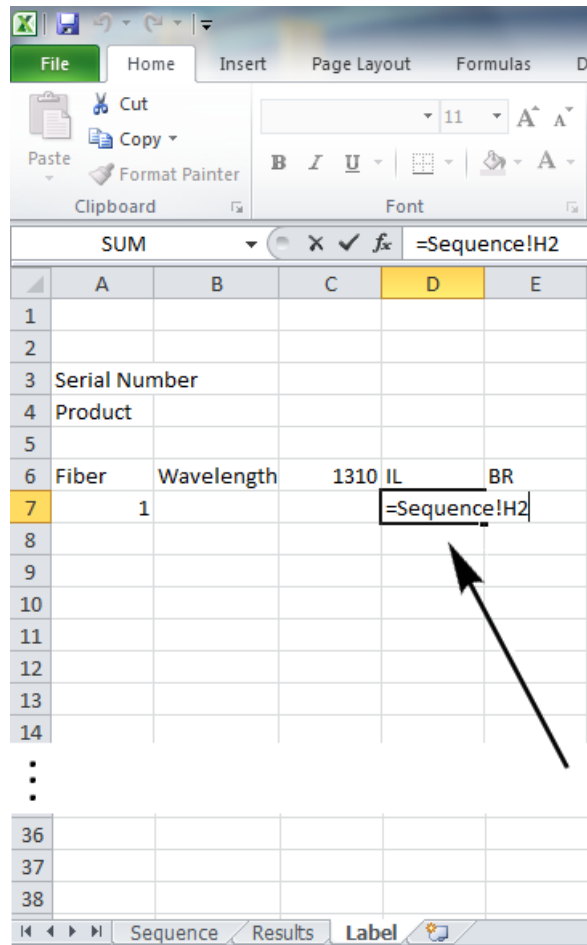 File Home Insert Page Layout Formulas D
Cut
Copy
Paste
Format Painter
11 A A
B I U A
Clipboard Font
SUM fx =Sequence!H2
A B C D E
1
2
3 Serial Number
4 Product
5
6 Fiber Wavelength 1310 IL BR
7 1 =Sequence!H2
8
9
10
11
12
13
14
36
37
38
Sequence Results Label